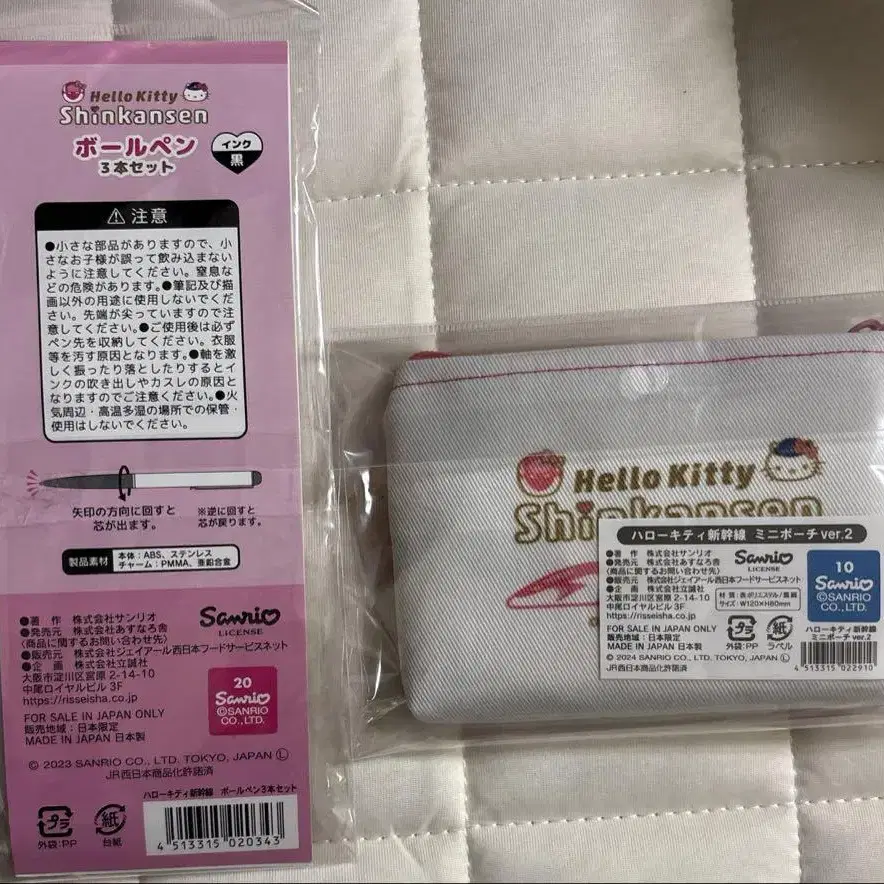 Hello Kitty
Shinkansen
ボールペン
3本セット
インク
黒
⚠注意
●小さな部品がありますので、小
さなお子様が誤って飲み込まない
ように注意してください。窒息な
どの危険があります。●筆記及び描
画以外の用途に使用しないでくだ
さい。先端が尖っていますので注
意してください。●ご使用後は必ず
ペン先を収納してください。衣服
等を汚す原因となります。●軸を激
しく振ったり落としたりするとイ
ンクの吹き出しやカスレの原因と
なりますのでご注意ください。●火
気周辺・高温多湿の場所での保管・
使用はしないでください。
矢印の方向に回すと
芯が出ます。
※逆に回すと
芯が戻ります。
製品素材
本体：ABS、ステンレス
チャーム：PMMA、亜鉛合金
●著　作　株式会社サンリオ
●発売元　株式会社あすなろ舎
〈商品に関するお問い合わせ先〉
●販売元　株式会社ジェイアール西日本フードサービスネット
●企　画　株式会社立誠社
大阪市淀川区宮原 2-14-10
中尾ロイヤルビル 3F
https://risseisha.co.jp
FOR SALE IN JAPAN ONLY
販売地域：日本限定
MADE IN JAPAN 日本製
Sanrio
LICENSE
20
Sanrio
©SANRIO
CO.,LTD.
© 2023 SANRIO CO., LTD. TOKYO, JAPAN Ⓛ
JR西日本商品化許諾済
プラ
外袋:PP
紙
台紙
ハローキティ新幹線　ボールペン3本セット
4 513315 020343
Hello Kitty
Shinkansen
ハローキティ新幹線 ミニポーチ ver.2
●著　作　株式会社サンリオ
●発売元　株式会社あすなろ舎
〈商品に関するお問い合わせ先〉
●販売元　株式会社ジェイアール西日本フードサービスネット
●企　画　株式会社立誠社
大阪市淀川区宮原 2-14-10
中尾ロイヤルビル 3F
https://risseisha.co.jp
FOR SALE IN JAPAN ONLY
販売地域：日本限定
MADE IN JAPAN 日本製
© 2024 SANRIO CO., LTD. TOKYO, JAPAN Ⓛ
JR西日本商品化許諾済
Sanrio
LICENSE
サイズ：W120×H80mm
プラ
外袋:PP
紙
ラベル
10
Sanrio
©SANRIO
CO., LTD.
ハローキティ新幹線
ミニポーチ ver.2
4 513315 022910